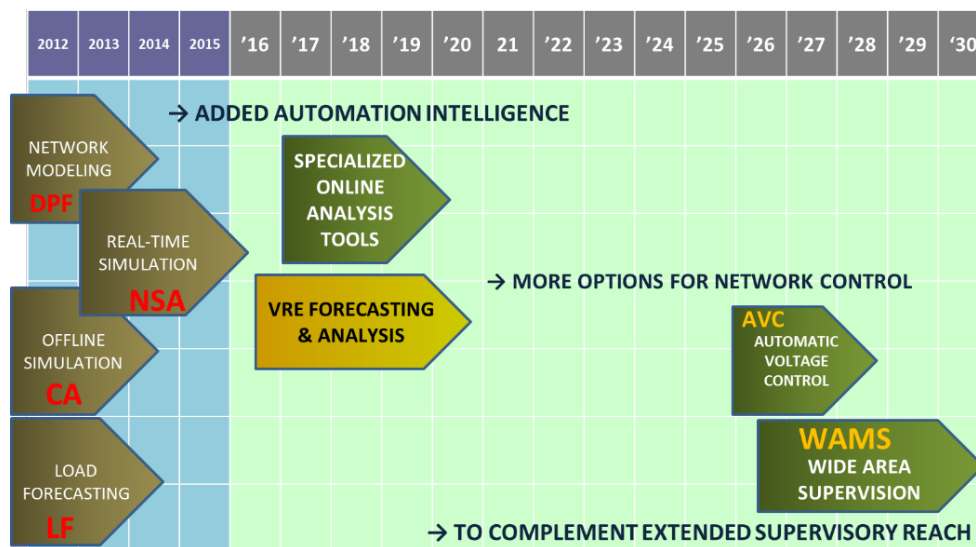 2012 2013 2014 2015 ’16 ’17 ’18 ’19 ’20 21 ’22 ’23 ’24 ’25 ’26 ’27 ’28 ’29 ‘30
→ ADDED AUTOMATION INTELLIGENCE
NETWORK
MODELING
DPF
SPECIALIZED
ONLINE
ANALYSIS
TOOLS
REAL-TIME
SIMULATION
NSA
→ MORE OPTIONS FOR NETWORK CONTROL
VRE FORECASTING
& ANALYSIS
OFFLINE
SIMULATION
CA
AVC
AUTOMATIC
VOLTAGE
CONTROL
LOAD
FORECASTING
LF
WAMS
WIDE AREA
SUPERVISION
→ TO COMPLEMENT EXTENDED SUPERVISORY REACH